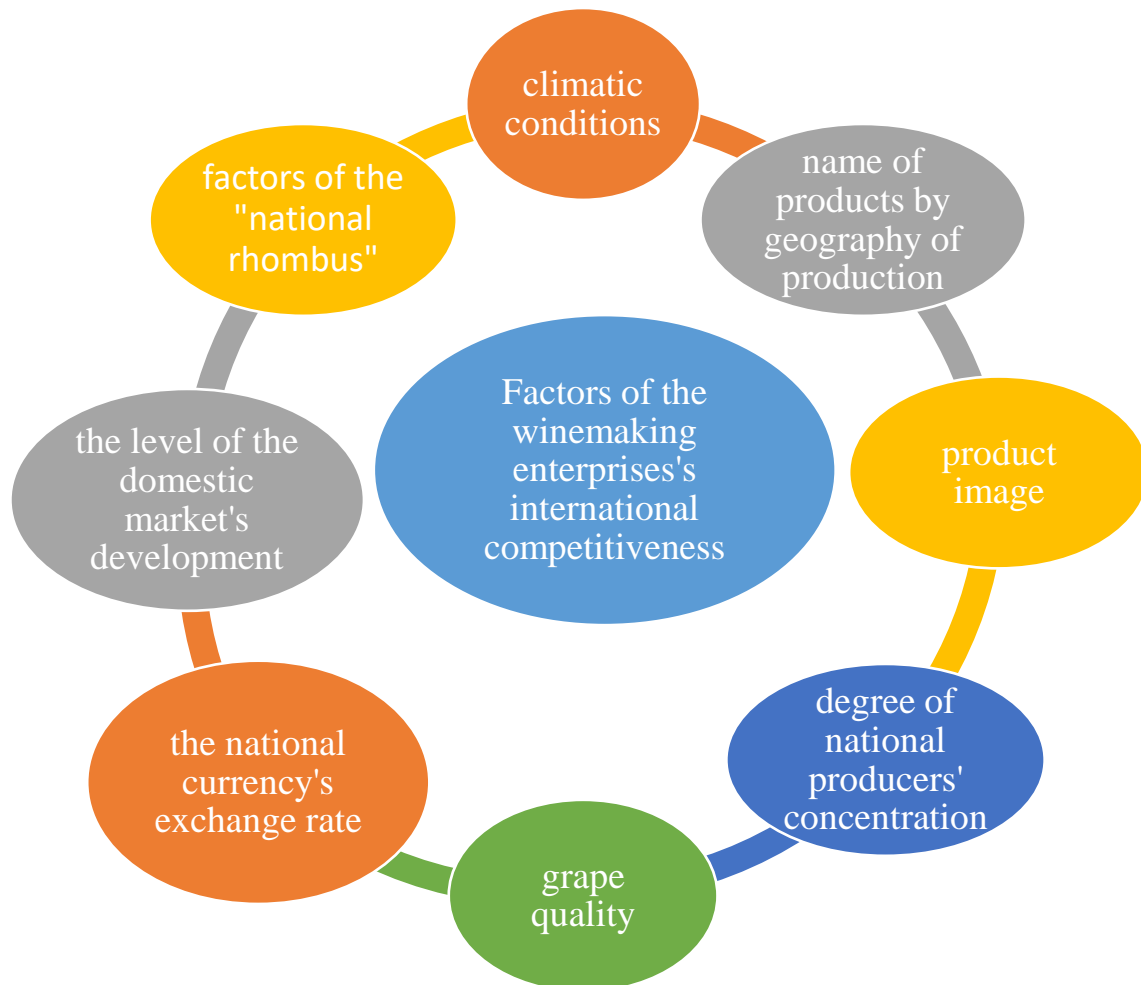 climatic
conditions
name of
products by
geography of
production
product
image
degree of
national
producers'
concentration
grape
quality
the national
currency's
exchange rate
the level of the
domestic
market's
development
factors of the
"national
rhombus"
Factors of the
winemaking
enterprises's
international
competitiveness